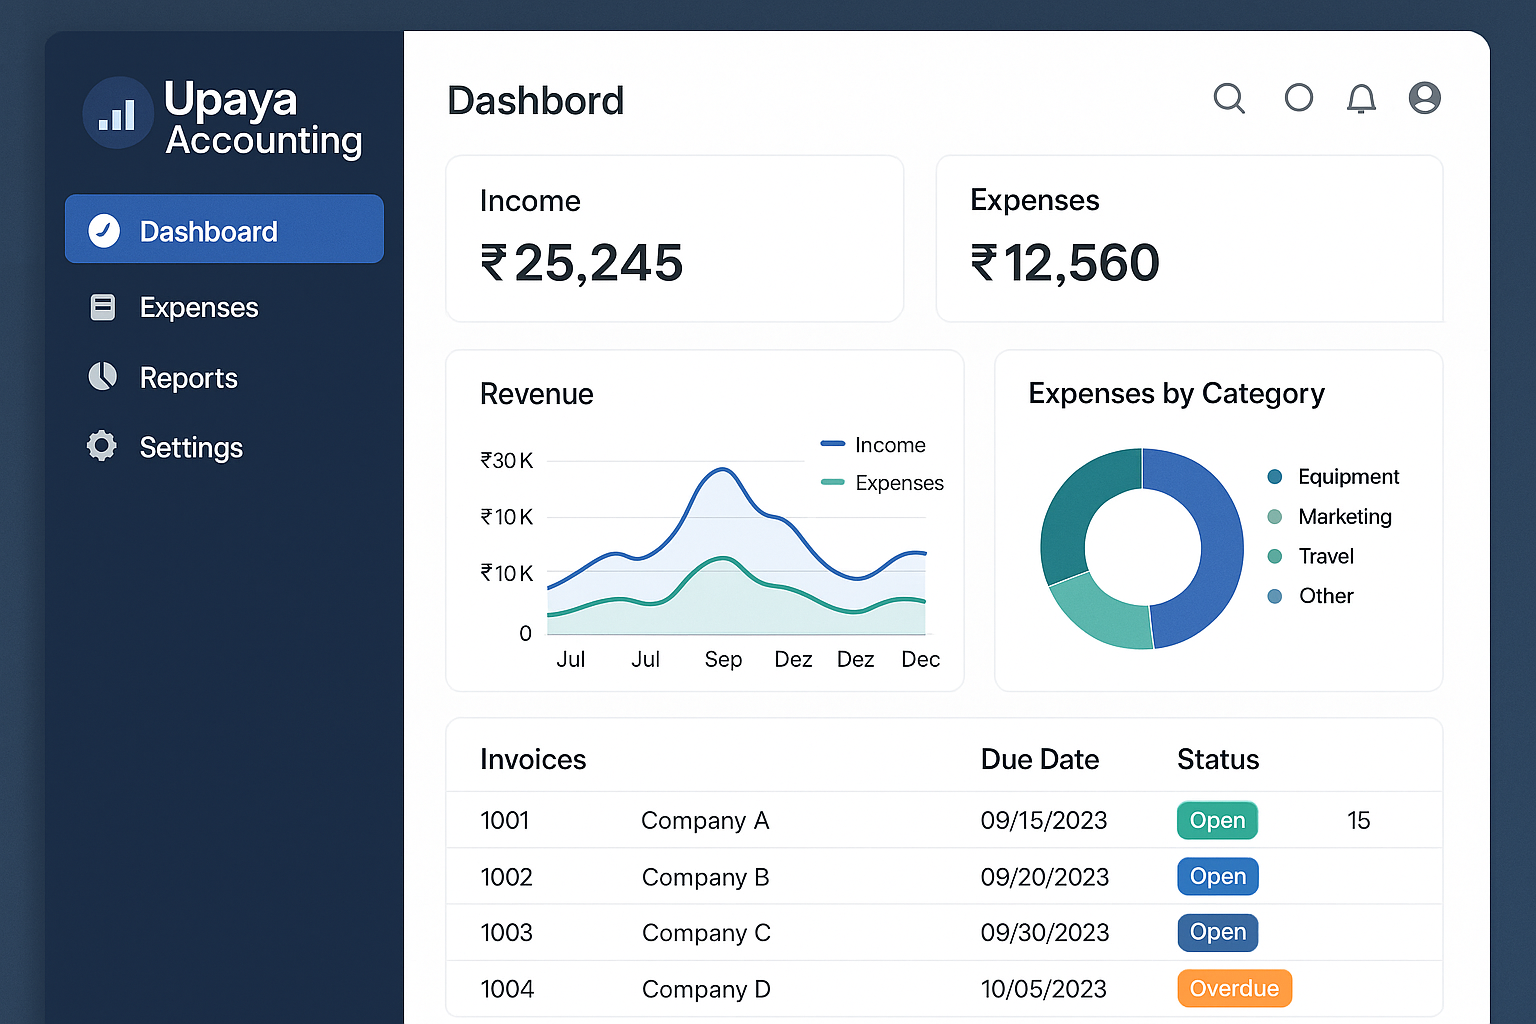 Upaya
Accounting
Dashboard
Expenses
Reports
Settings
Dashbord
Income
₹25,245
Expenses
₹12,560
Revenue
Income
Expenses
₹30K
₹10K
₹10K
0
Jul Jul Sep Dez Dez Dec
Expenses by Category
Equipment
Marketing
Travel
Other
Invoices Due Date Status
1001 Company A 09/15/2023 Open 15
1002 Company B 09/20/2023 Open
1003 Company C 09/30/2023 Open
1004 Company D 10/05/2023 Overdue